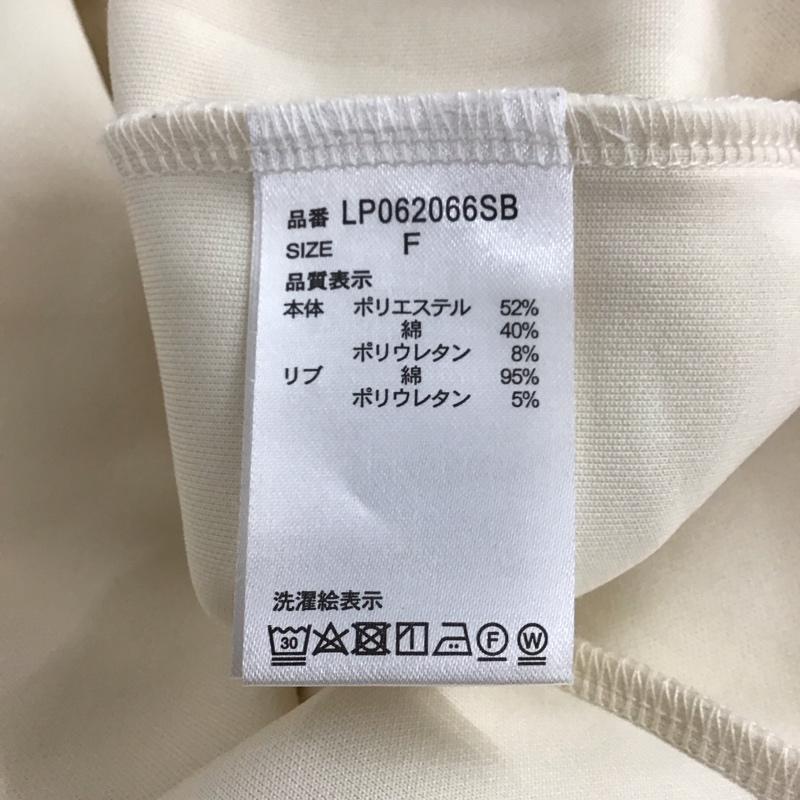 品番 LP062066SB
SIZE F
品質表示
本体 ポリエステル 52%
綿 40%
ポリウレタン 8%
リブ 綿 95%
ポリウレタン 5%
洗濯絵表示
30 F W